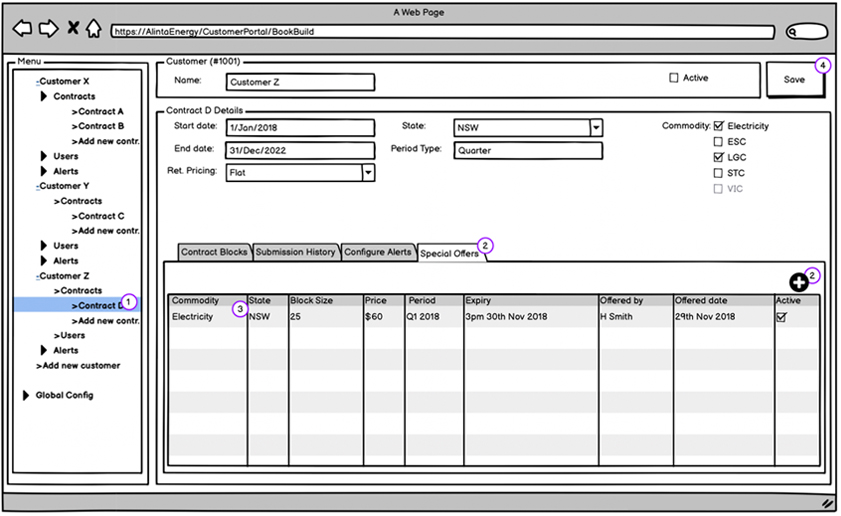 A Web Page
https://AlintaEnergy/CustomerPortal/BookBuild
Menu
-Customer X
Contracts
>Contract A
>Contract B
>Add new contr.
Users
Alerts
-Customer Y
>Contracts
>Contract C
>Add new contr.
Users
Alerts
-Customer Z
>Contracts
>Contract D 1
>Add new contr.
>Users
Alerts
>Add new customer
Global Config
Customer (#1001)
Name: Customer Z
Active
Save 4
Contract D Details
Start date: 1/Jan/2018 State: NSW Commodity: Electricity
End date: 31/Dec/2022 Period Type: Quarter ESC
Ret. Pricing: Flat LGC
STC
VIC
Contract Blocks Submission History Configure Alerts Special Offers 2
2
Commodity State Block Size Price Period Expiry Offered by Offered date Active
Electricity 3 NSW 25 $60 Q1 2018 3pm 30th Nov 2018 H Smith 29th Nov 2018